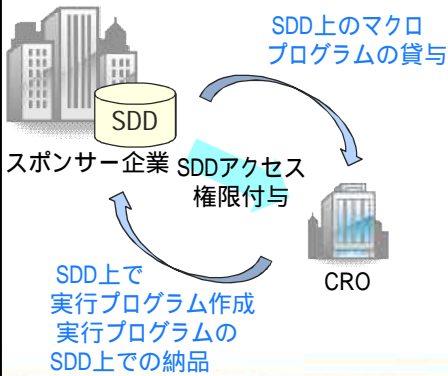 SDD上のマクロ
プログラムの貸与
SDD
スポンサー企業
SDDアクセス
権限付与
CRO
SDD上で
実行プログラム作成
実行プログラムの
SDD上での納品